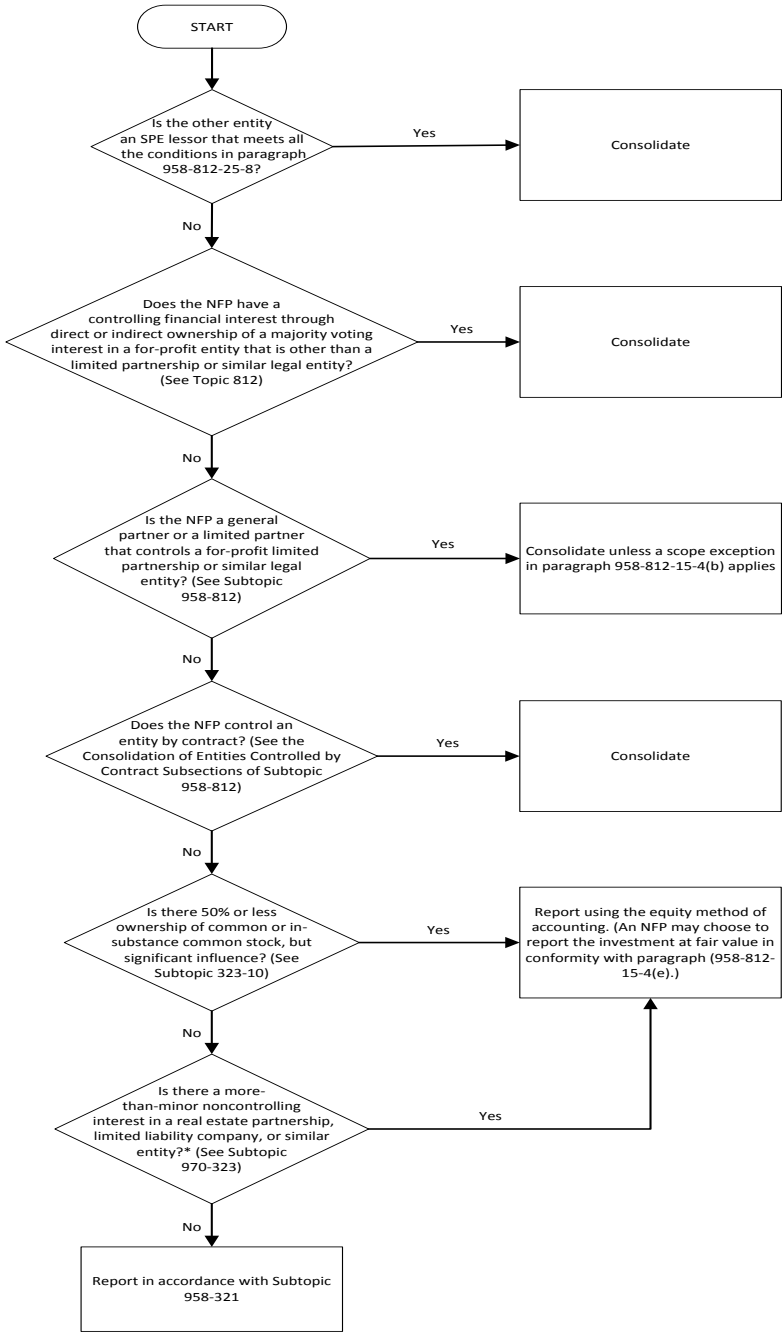 START
Is the other entity
an SPE lessor that meets all
the conditions in paragraph
958-812-25-8?
Yes
Consolidate
No
Does the NFP have a
controlling financial interest through
direct or indirect ownership of a majority voting
interest in a for-profit entity that is other than a
limited partnership or similar legal entity?
(See Topic 812)
Yes
Consolidate
No
Is the NFP a general
partner or a limited partner
that controls a for-profit limited
partnership or similar legal
entity? (See Subtopic
958-812)
Yes
Consolidate unless a scope exception
in paragraph 958-812-15-4(b) applies
No
Does the NFP control an
entity by contract? (See the
Consolidation of Entities Controlled by
Contract Subsections of Subtopic
958-812)
Yes
Consolidate
No
Is there 50% or less
ownership of common or in-
substance common stock, but
significant influence? (See
Subtopic 323-10)
Yes
Report using the equity method of
accounting. (An NFP may choose to
report the investment at fair value in
conformity with paragraph (958-812-
15-4(e).)
No
Is there a more-
than-minor noncontrolling
interest in a real estate partnership,
limited liability company, or similar
entity?* (See Subtopic
970-323)
Yes
No
Report in accordance with Subtopic
958-321